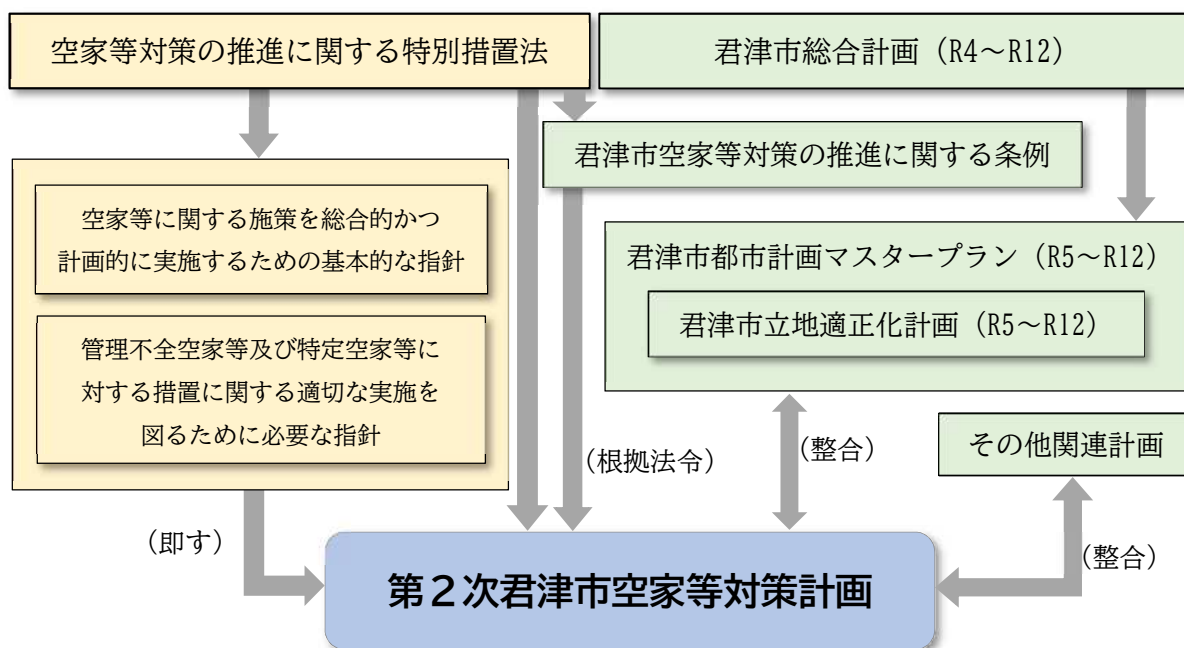 空家等対策の推進に関する特別措置法
君津市総合計画（R4～R12）
君津市空家等対策の推進に関する条例
空家等に関する施策を総合的かつ
計画的に実施するための基本的な指針
管理不全空家等及び特定空家等に
対する措置に関する適切な実施を
図るために必要な指針
君津市都市計画マスタープラン（R5～R12）
君津市立地適正化計画（R5～R12）
その他関連計画
（根拠法令）
（整合）
（即す）
（整合）
第２次君津市空家等対策計画